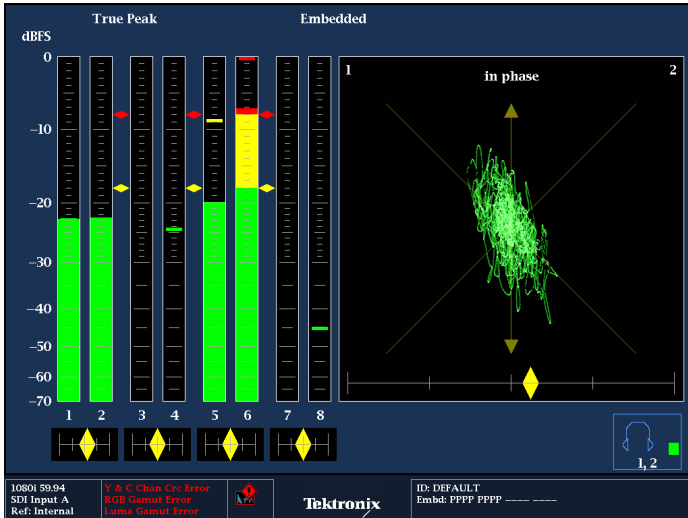 True Peak
Embedded
dBFS
0
−10
−20
−30
−40
−50
−60
−70
1 2 3 4 5 6 7 8
1
in phase
2
1, 2
1080i 59.94
SDI Input A
Ref: Internal
Y & C Chan Crc Error
RGB Gamut Error
Luma Gamut Error
Tektronix
ID: DEFAULT
Embd: PPPP PPPP ---- ----